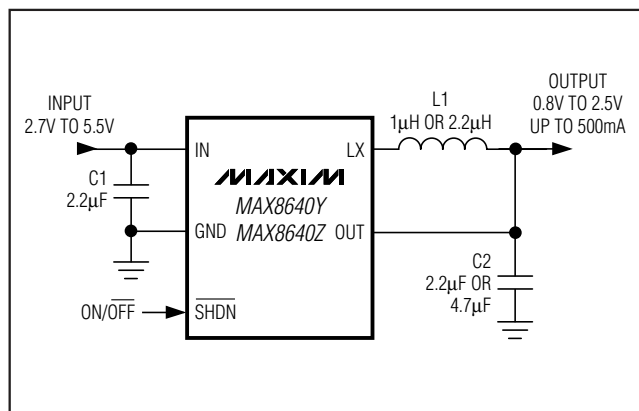 INPUT
2.7V TO 5.5V
C1
2.2µF
IN
GND
SHDN
ON/OFF
MAXIM
MAX8640Y
MAX8640Z
LX
OUT
L1
1µH OR 2.2µH
OUTPUT
0.8V TO 2.5V
UP TO 500mA
C2
2.2µF OR
4.7µF